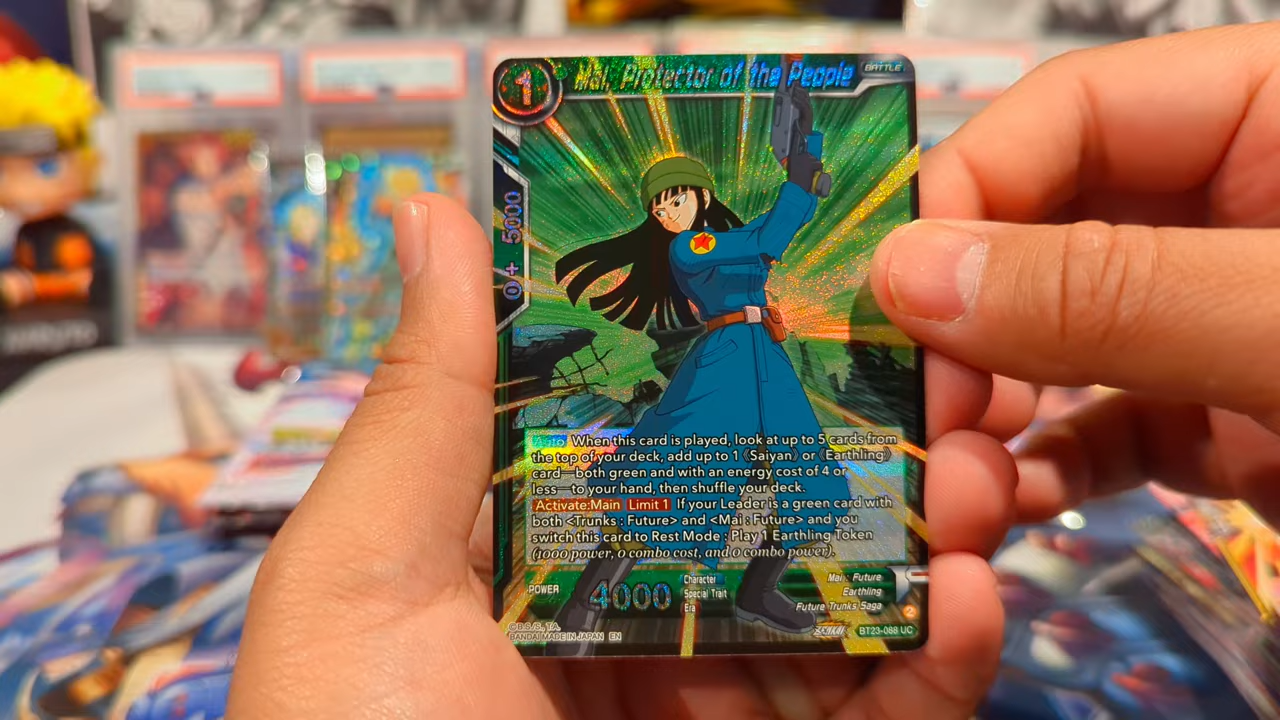 1
Mai, Protector of the People
BATTLE
0+ 5000
Auto When this card is played, look at up to 5 cards from
the top of your deck, add up to 1 《Saiyan》 or 《Earthling》
card—both green and with an energy cost of 4 or
less—to your hand, then shuffle your deck.
Activate:Main Limit 1 If your Leader is a green card with
both <Trunks : Future> and <Mai : Future> and you
switch this card to Rest Mode : Play 1 Earthling Token
(1000 power, 0 combo cost, and 0 combo power).
POWER 4000
Character Mai : Future
Special Trait Earthling
Era Future Trunks Saga
©B.S./S., T.A.
BANDAI MADE IN JAPAN EN
BT23-088 UC